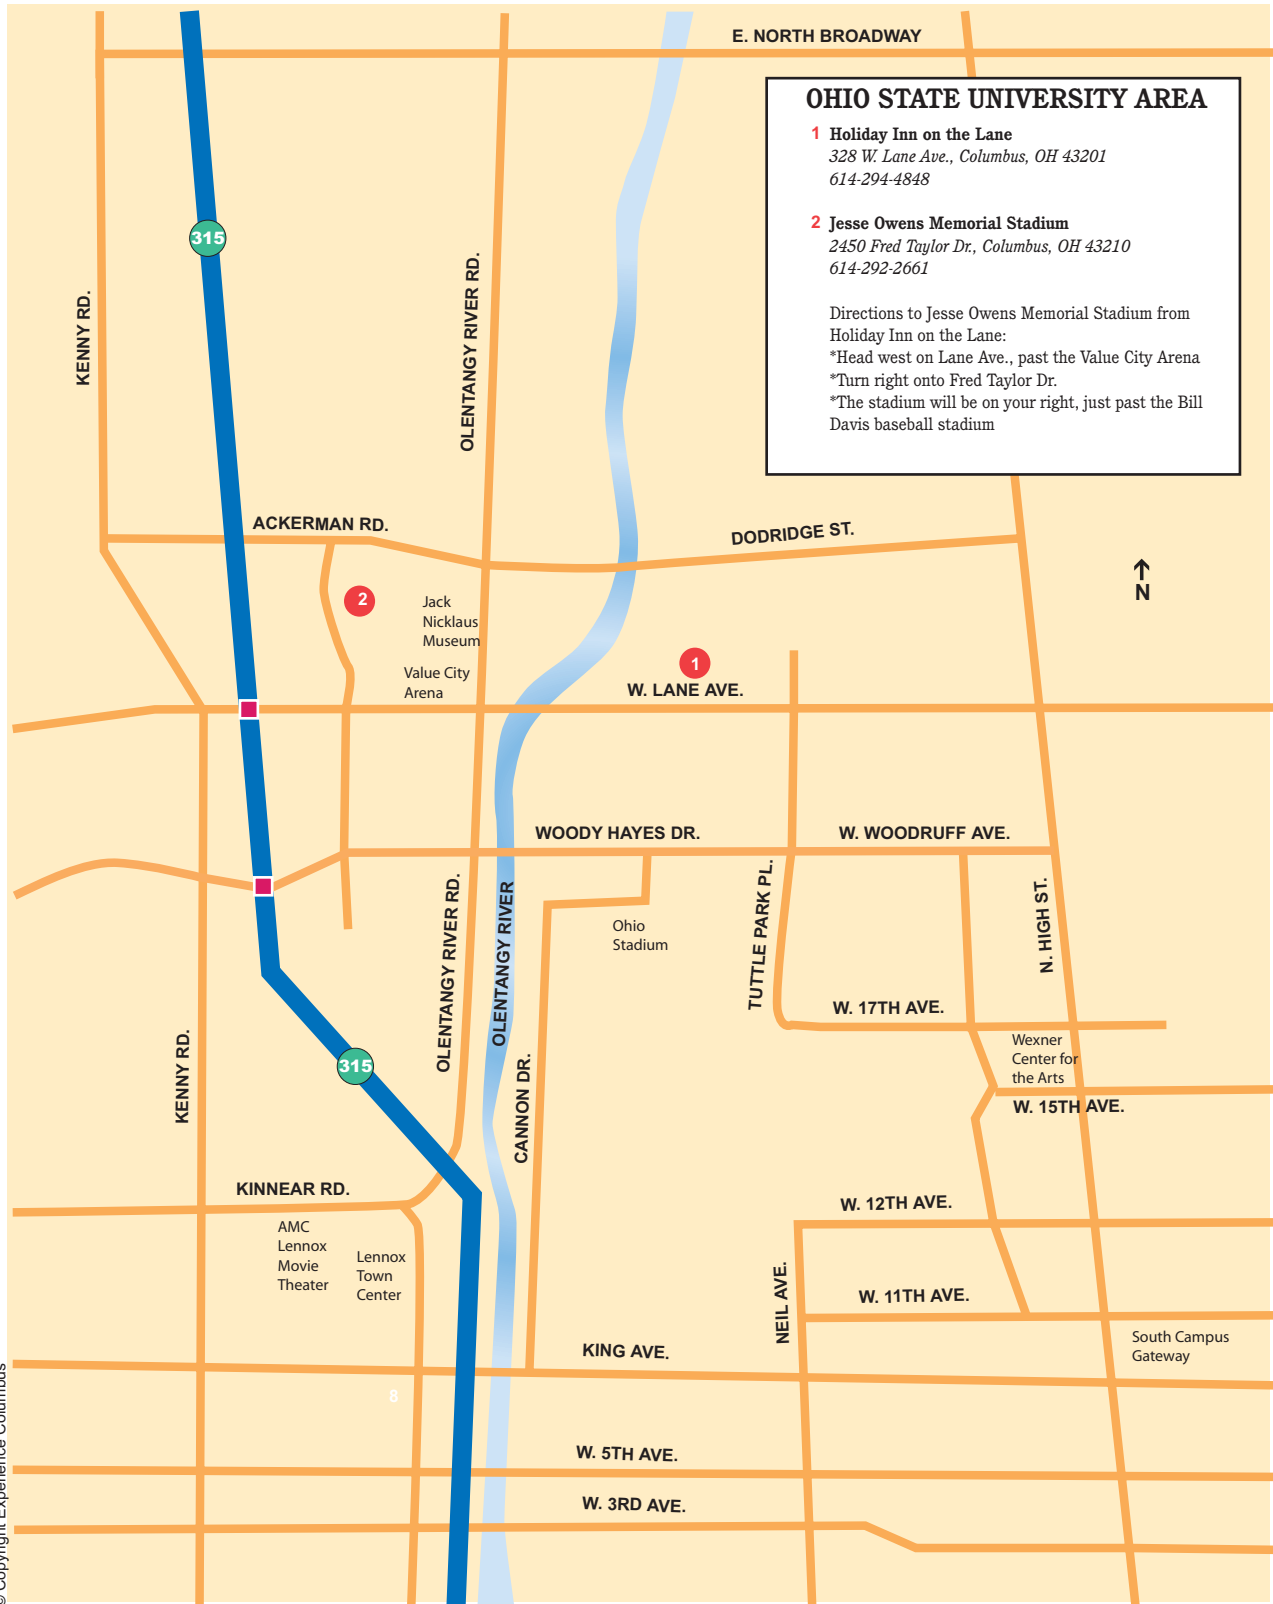 E. NORTH BROADWAY
OHIO STATE UNIVERSITY AREA
1 Holiday Inn on the Lane
328 W. Lane Ave., Columbus, OH 43201
614-294-4848
2 Jesse Owens Memorial Stadium
2450 Fred Taylor Dr., Columbus, OH 43210
614-292-2661
Directions to Jesse Owens Memorial Stadium from
Holiday Inn on the Lane:
*Head west on Lane Ave., past the Value City Arena
*Turn right onto Fred Taylor Dr.
*The stadium will be on your right, just past the Bill
Davis baseball stadium
315
KENNY RD.
OLENTANGY RIVER RD.
ACKERMAN RD.
DODRIDGE ST.
N
2
Jack
Nicklaus
Museum
Value City
Arena
1
W. LANE AVE.
WOODY HAYES DR.
W. WOODRUFF AVE.
OLENTANGY RIVER RD.
OLENTANGY RIVER
Ohio
Stadium
TUTTLE PARK PL.
N. HIGH ST.
W. 17TH AVE.
Wexner
Center for
the Arts
W. 15TH AVE.
315
KENNY RD.
CANNON DR.
KINNEAR RD.
AMC
Lennox
Movie
Theater
Lennox
Town
Center
W. 12TH AVE.
NEIL AVE.
W. 11TH AVE.
South Campus
Gateway
KING AVE.
8
W. 5TH AVE.
W. 3RD AVE.
© Copyright Experience Columbus